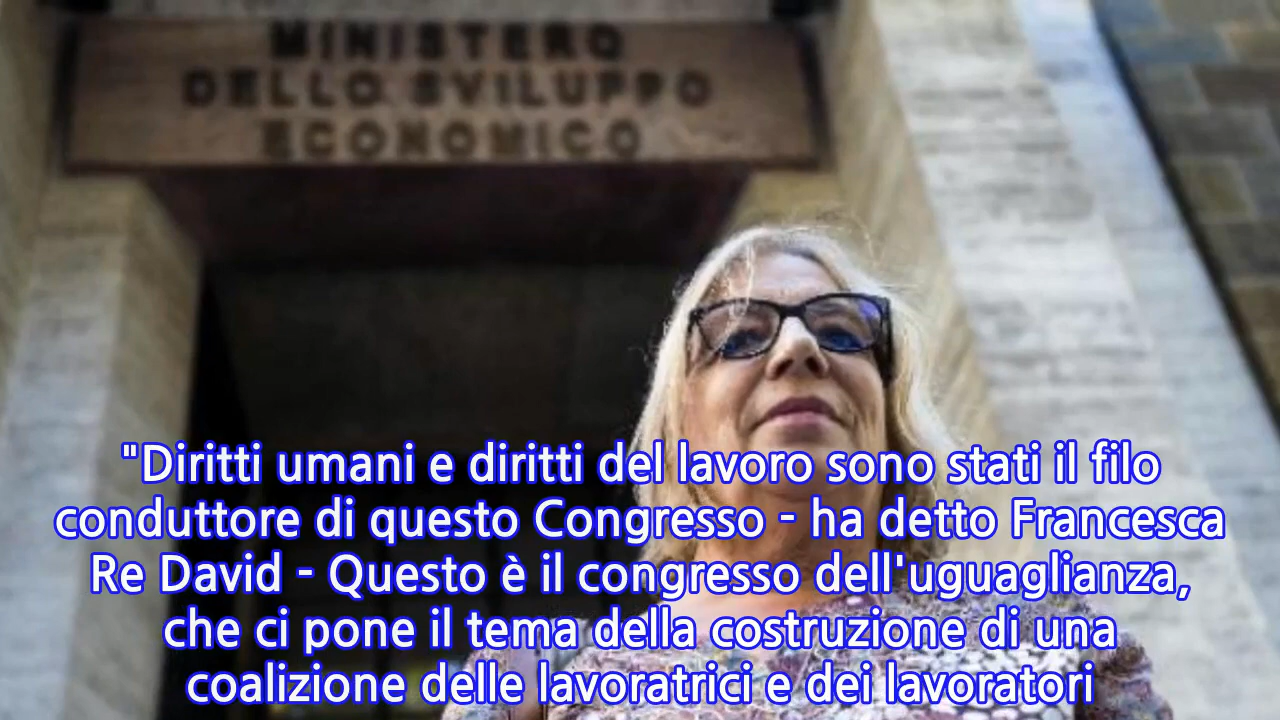 MINISTERO
DELLO SVILUPPO
ECONOMICO
"Diritti umani e diritti del lavoro sono stati il filo
conduttore di questo Congresso - ha detto Francesca
Re David - Questo è il congresso dell'uguaglianza,
che ci pone il tema della costruzione di una
coalizione delle lavoratrici e dei lavoratori